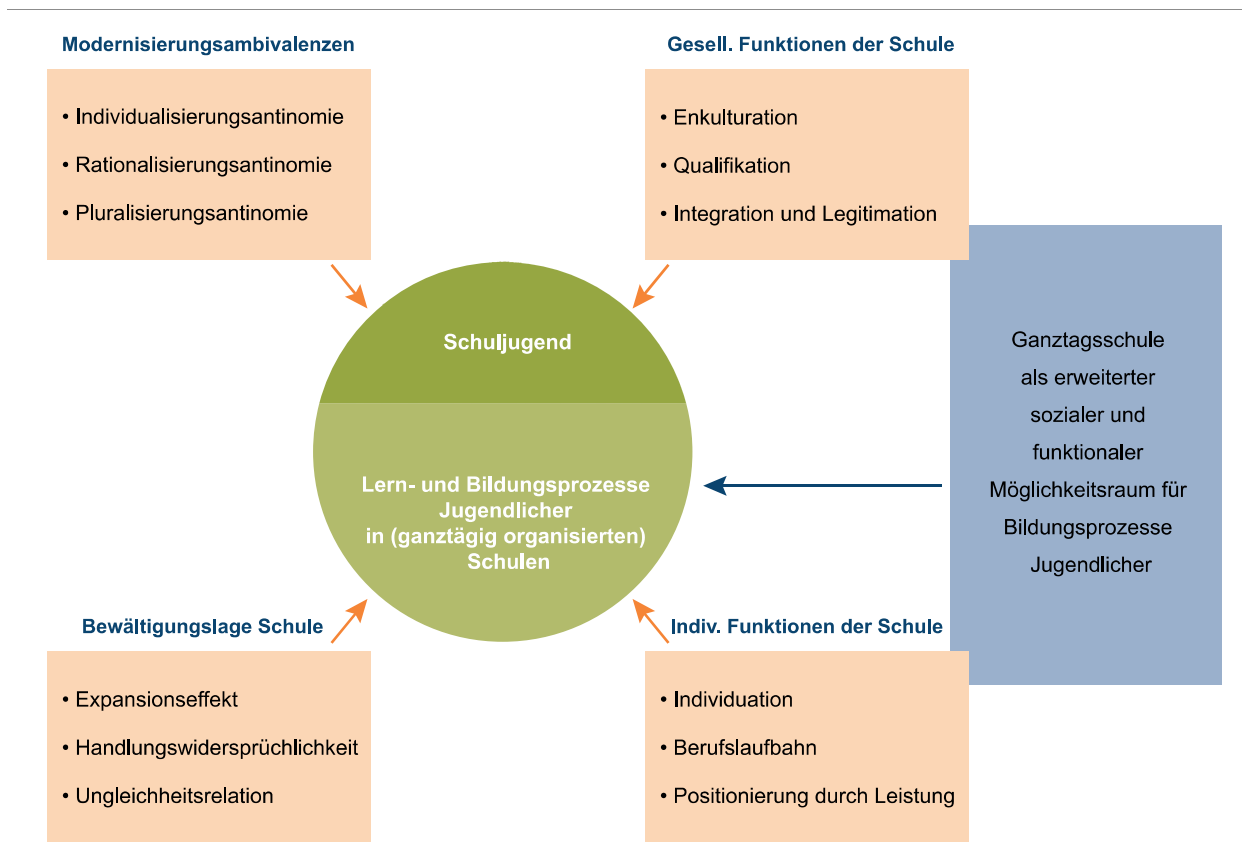 Modernisierungsambivalenzen
• Individualisierungsantinomie
• Rationalisierungsantinomie
• Pluralisierungsantinomie
Gesell. Funktionen der Schule
• Enkulturation
• Qualifikation
• Integration und Legitimation
Schuljugend
Lern- und Bildungsprozesse
Jugendlicher
in (ganztägig organisierten)
Schulen
Ganztagsschule
als erweiterter
sozialer und
funktionaler
Möglichkeitsraum für
Bildungsprozesse
Jugendlicher
Bewältigungslage Schule
• Expansionseffekt
• Handlungswidersprüchlichkeit
• Ungleichheitsrelation
Indiv. Funktionen der Schule
• Individuation
• Berufslaufbahn
• Positionierung durch Leistung